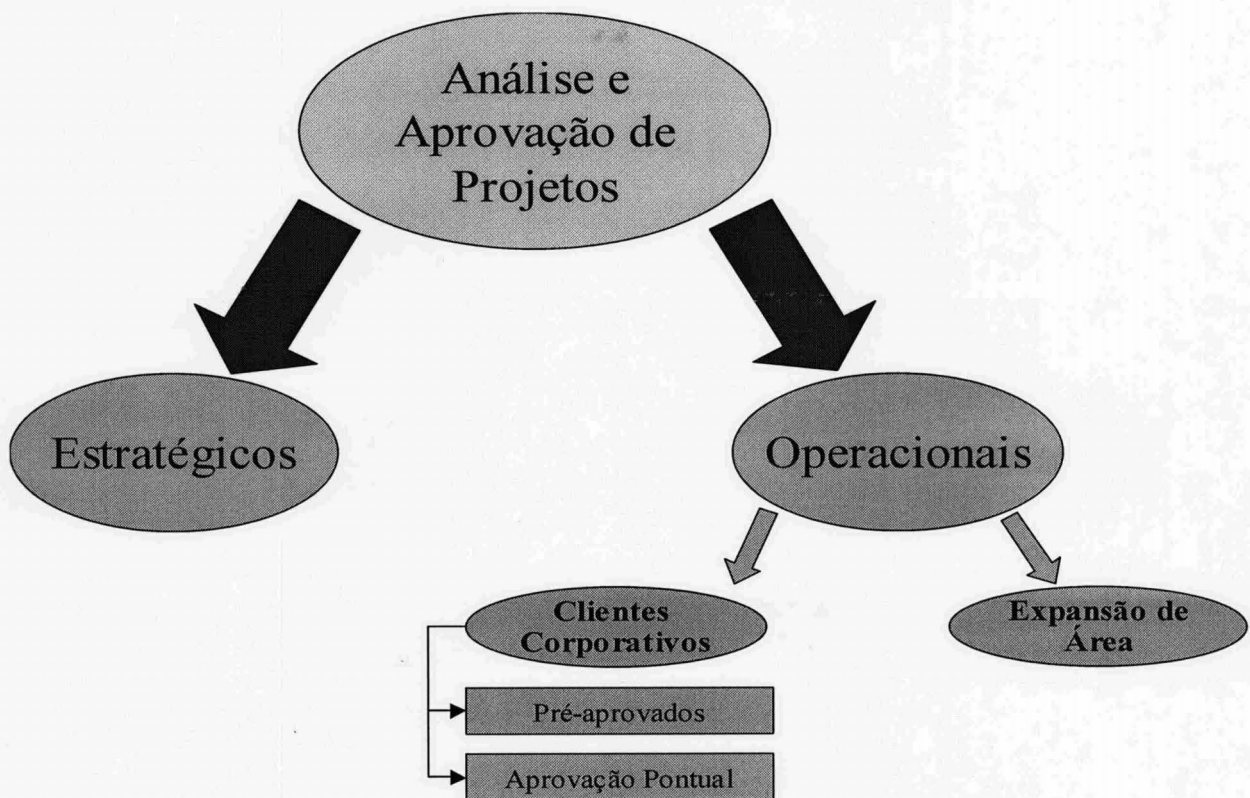 Análise e
Aprovação de
Projetos
Estratégicos
Operacionais
Clientes
Corporativos
Expansão de
Área
Pré-aprovados
Aprovação Pontual